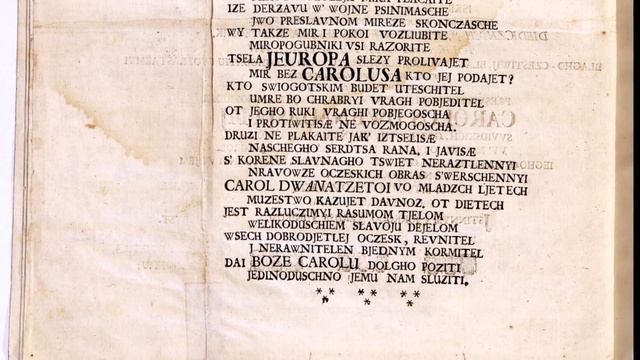 IZE DERZAVU W' WOJNE PSINIMASCHE
JWO PRESLAVNOM MIREZE SKONCZASCHE
WY TAKZE MIR I POKOI VOZLIUBITE
MIROPOGUBNIKI VSI RAZORITE
TSELA JEUROPA SLEZY PROLIVAJET
MIR BEZ CAROLUSA KTO JEJ PODAJET?
KTO SWIOGOTSKIM BUDET UTESCHITEL
UMRE BO CHRABRYI VRAGH POBJEDITEL
OT JEGHO RUKI VRAGHI POBJEGOSCHA
I PROTIWITISÆ NE VOZMOGOSCHA.
DRUZI NE PLAKAITE JAK' IZTSELISÆ
NASCHEGHO SERDTSA RANA, I JAVISÆ
S' KORENE SLAVNAGHO TSWIET NERAZTLENNYI
NRAVOWZE OCZESKICH OBRAS S'WERSCHENNYI
CAROL DWANATZETOI VO MLADZCH LJETECH
MUZESTWO KAZUJET DAVNOZ, OT DIETECH
JEST RAZLUCZIMYI RASUMOM TJELOM
WELIKODUSCHIEM SLAVOJU DEJELOM
WSECH DOBRODJETLEJ OCZESK, REVNITEL
J NERAWNITELEN BJEDNYM KORMITEL
DAI BOZE CAROLU DOLGHO POZITI
JEDINODUSCHNO JEMU NAM SLUZITI.